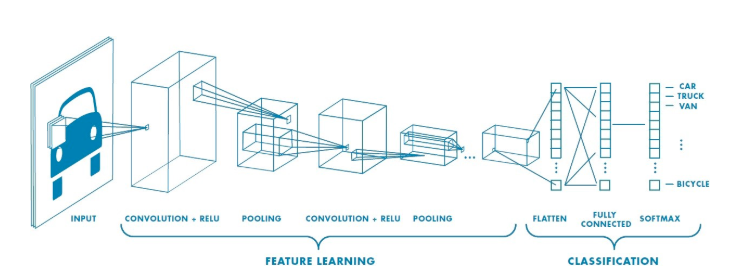 CAR
TRUCK
VAN
BICYCLE
INPUT
CONVOLUTION + RELU
POOLING
CONVOLUTION + RELU
POOLING
FLATTEN
FULLY
CONNECTED
SOFTMAX
FEATURE LEARNING
CLASSIFICATION